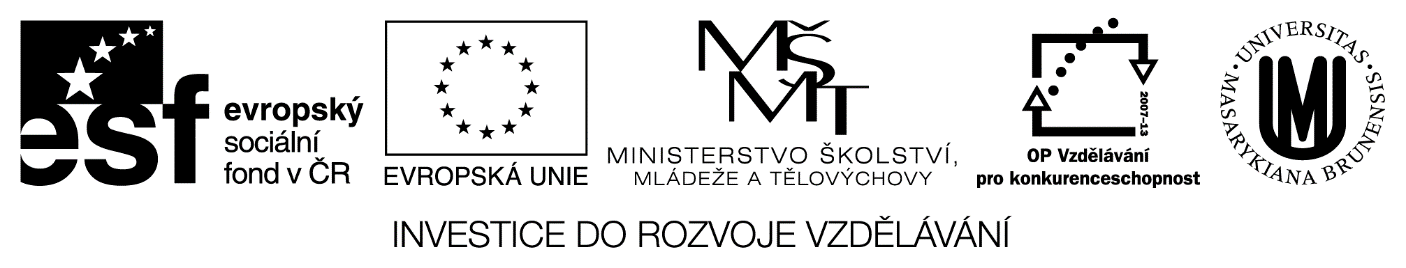 esf
evropský
sociální
fond v ČR
EVROPSKÁ UNIE
MŠMT
MINISTERSTVO ŠKOLSTVÍ,
MLÁDEŽE A TĚLOVÝCHOVY
2007-13
OP Vzdělávání
pro konkurenceschopnost
UNIVERSITAS · MASARYKIANA BRUNENSIS ·
MU
INVESTICE DO ROZVOJE VZDĚLÁVÁNÍ